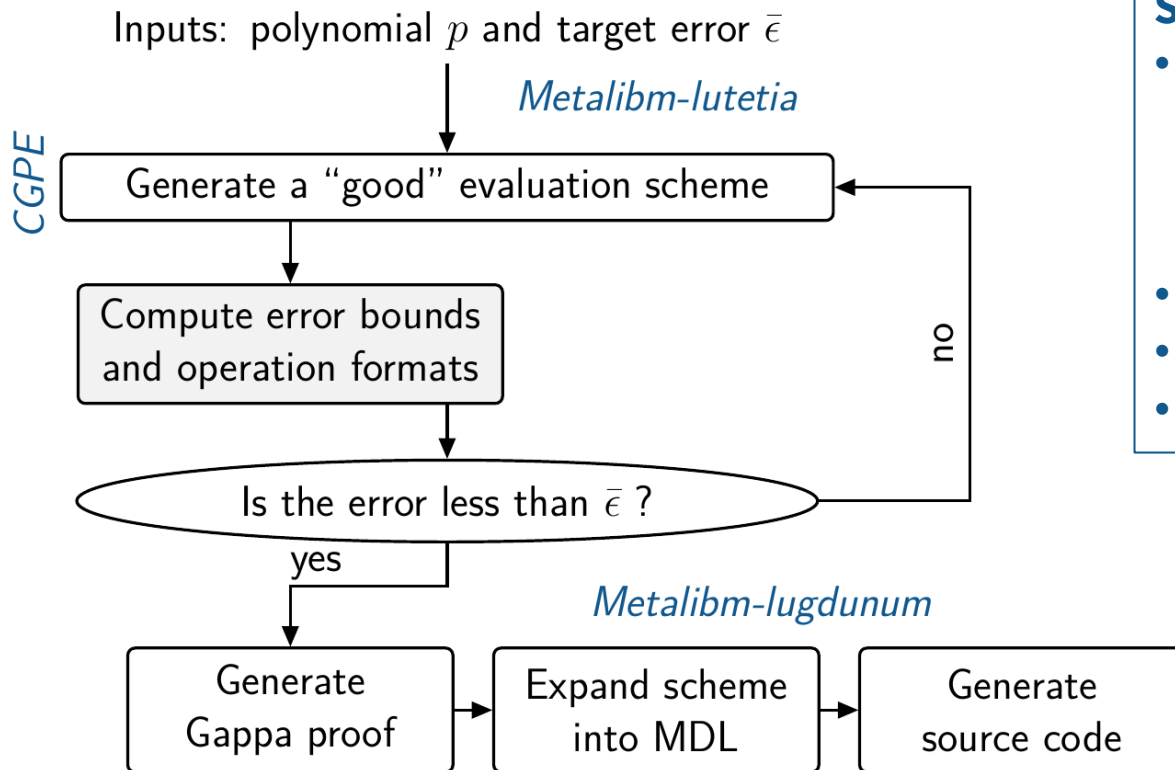 Inputs: polynomial p and target error ϵ̄
Metalibm-lutetia
CGPE
Generate a “good” evaluation scheme
Compute error bounds
and operation formats
no
Is the error less than ϵ̄ ?
yes
Metalibm-lugdunum
Generate
Gappa proof
Expand scheme
into MDL
Generate
source code